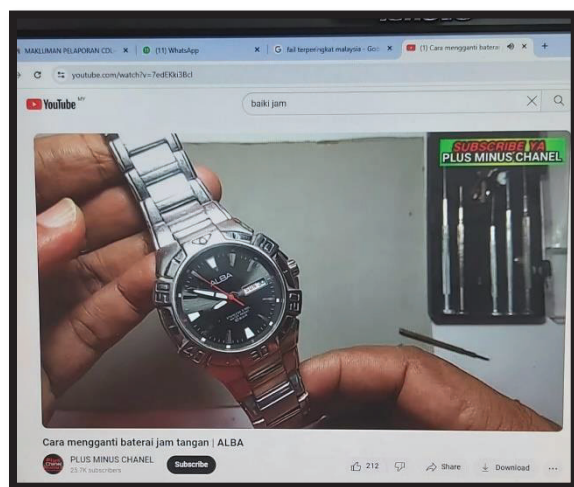 MAKLUMAN PELAPORAN CDL-
(11) WhatsApp
fail terperingkat malaysia - Goo
(1) Cara mengganti baterai
youtube.com/watch?v=7edEKki3BcI
YouTube MY
baiki jam
SUBSCRIBE YA
PLUS MINUS CHANEL
ALBA
Cara mengganti baterai jam tangan | ALBA
PLUS MINUS CHANEL
25.7K subscribers
Subscribe
212
Share
Download